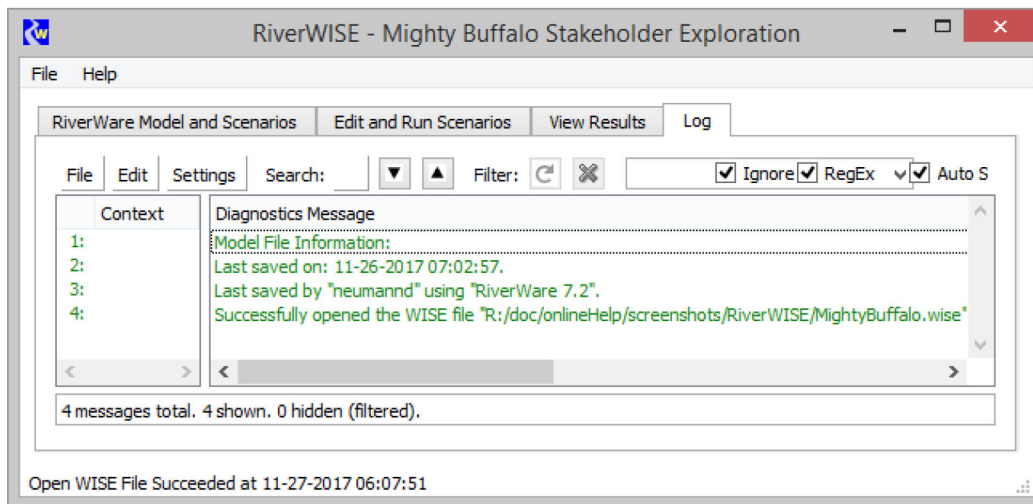 RiverWISE - Mighty Buffalo Stakeholder Exploration
File Help
RiverWare Model and Scenarios Edit and Run Scenarios View Results Log
File Edit Settings Search: Filter: Ignore RegEx Auto S
Context Diagnostics Message
1: Model File Information:
2: Last saved on: 11-26-2017 07:02:57.
3: Last saved by "neumannd" using "RiverWare 7.2".
4: Successfully opened the WISE file "R:/doc/onlineHelp/screenshots/RiverWISE/MightyBuffalo.wise"
4 messages total. 4 shown. 0 hidden (filtered).
Open WISE File Succeeded at 11-27-2017 06:07:51